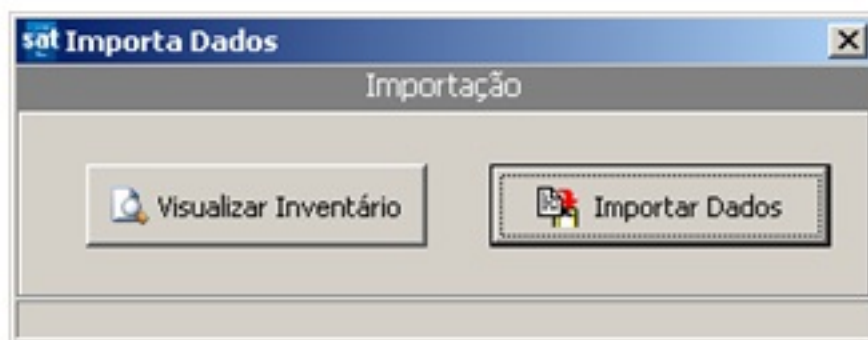 sat Importa Dados
Importação
Visualizar Inventário
Importar Dados